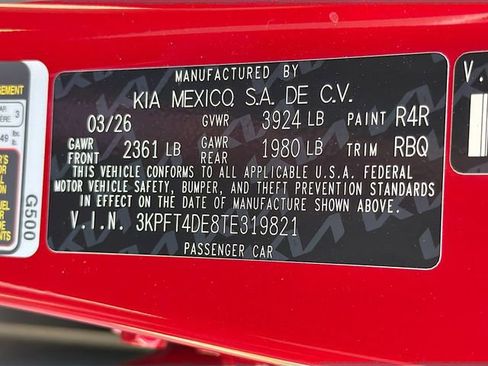 MANUFACTURED BY
KIA MEXICO, S.A. DE C.V.
03/26 GVWR 3924 LB PAINT R4R
GAWR FRONT 2361 LB GAWR REAR 1980 LB TRIM RBQ
THIS VEHICLE CONFORMS TO ALL APPLICABLE U.S.A. FEDERAL
MOTOR VEHICLE SAFETY, BUMPER, AND THEFT PREVENTION STANDARDS
IN EFFECT ON THE DATE OF MANUFACTURE SHOWN ABOVE.
V.I.N. 3KPFT4DE8TE319821
PASSENGER CAR
G500
3